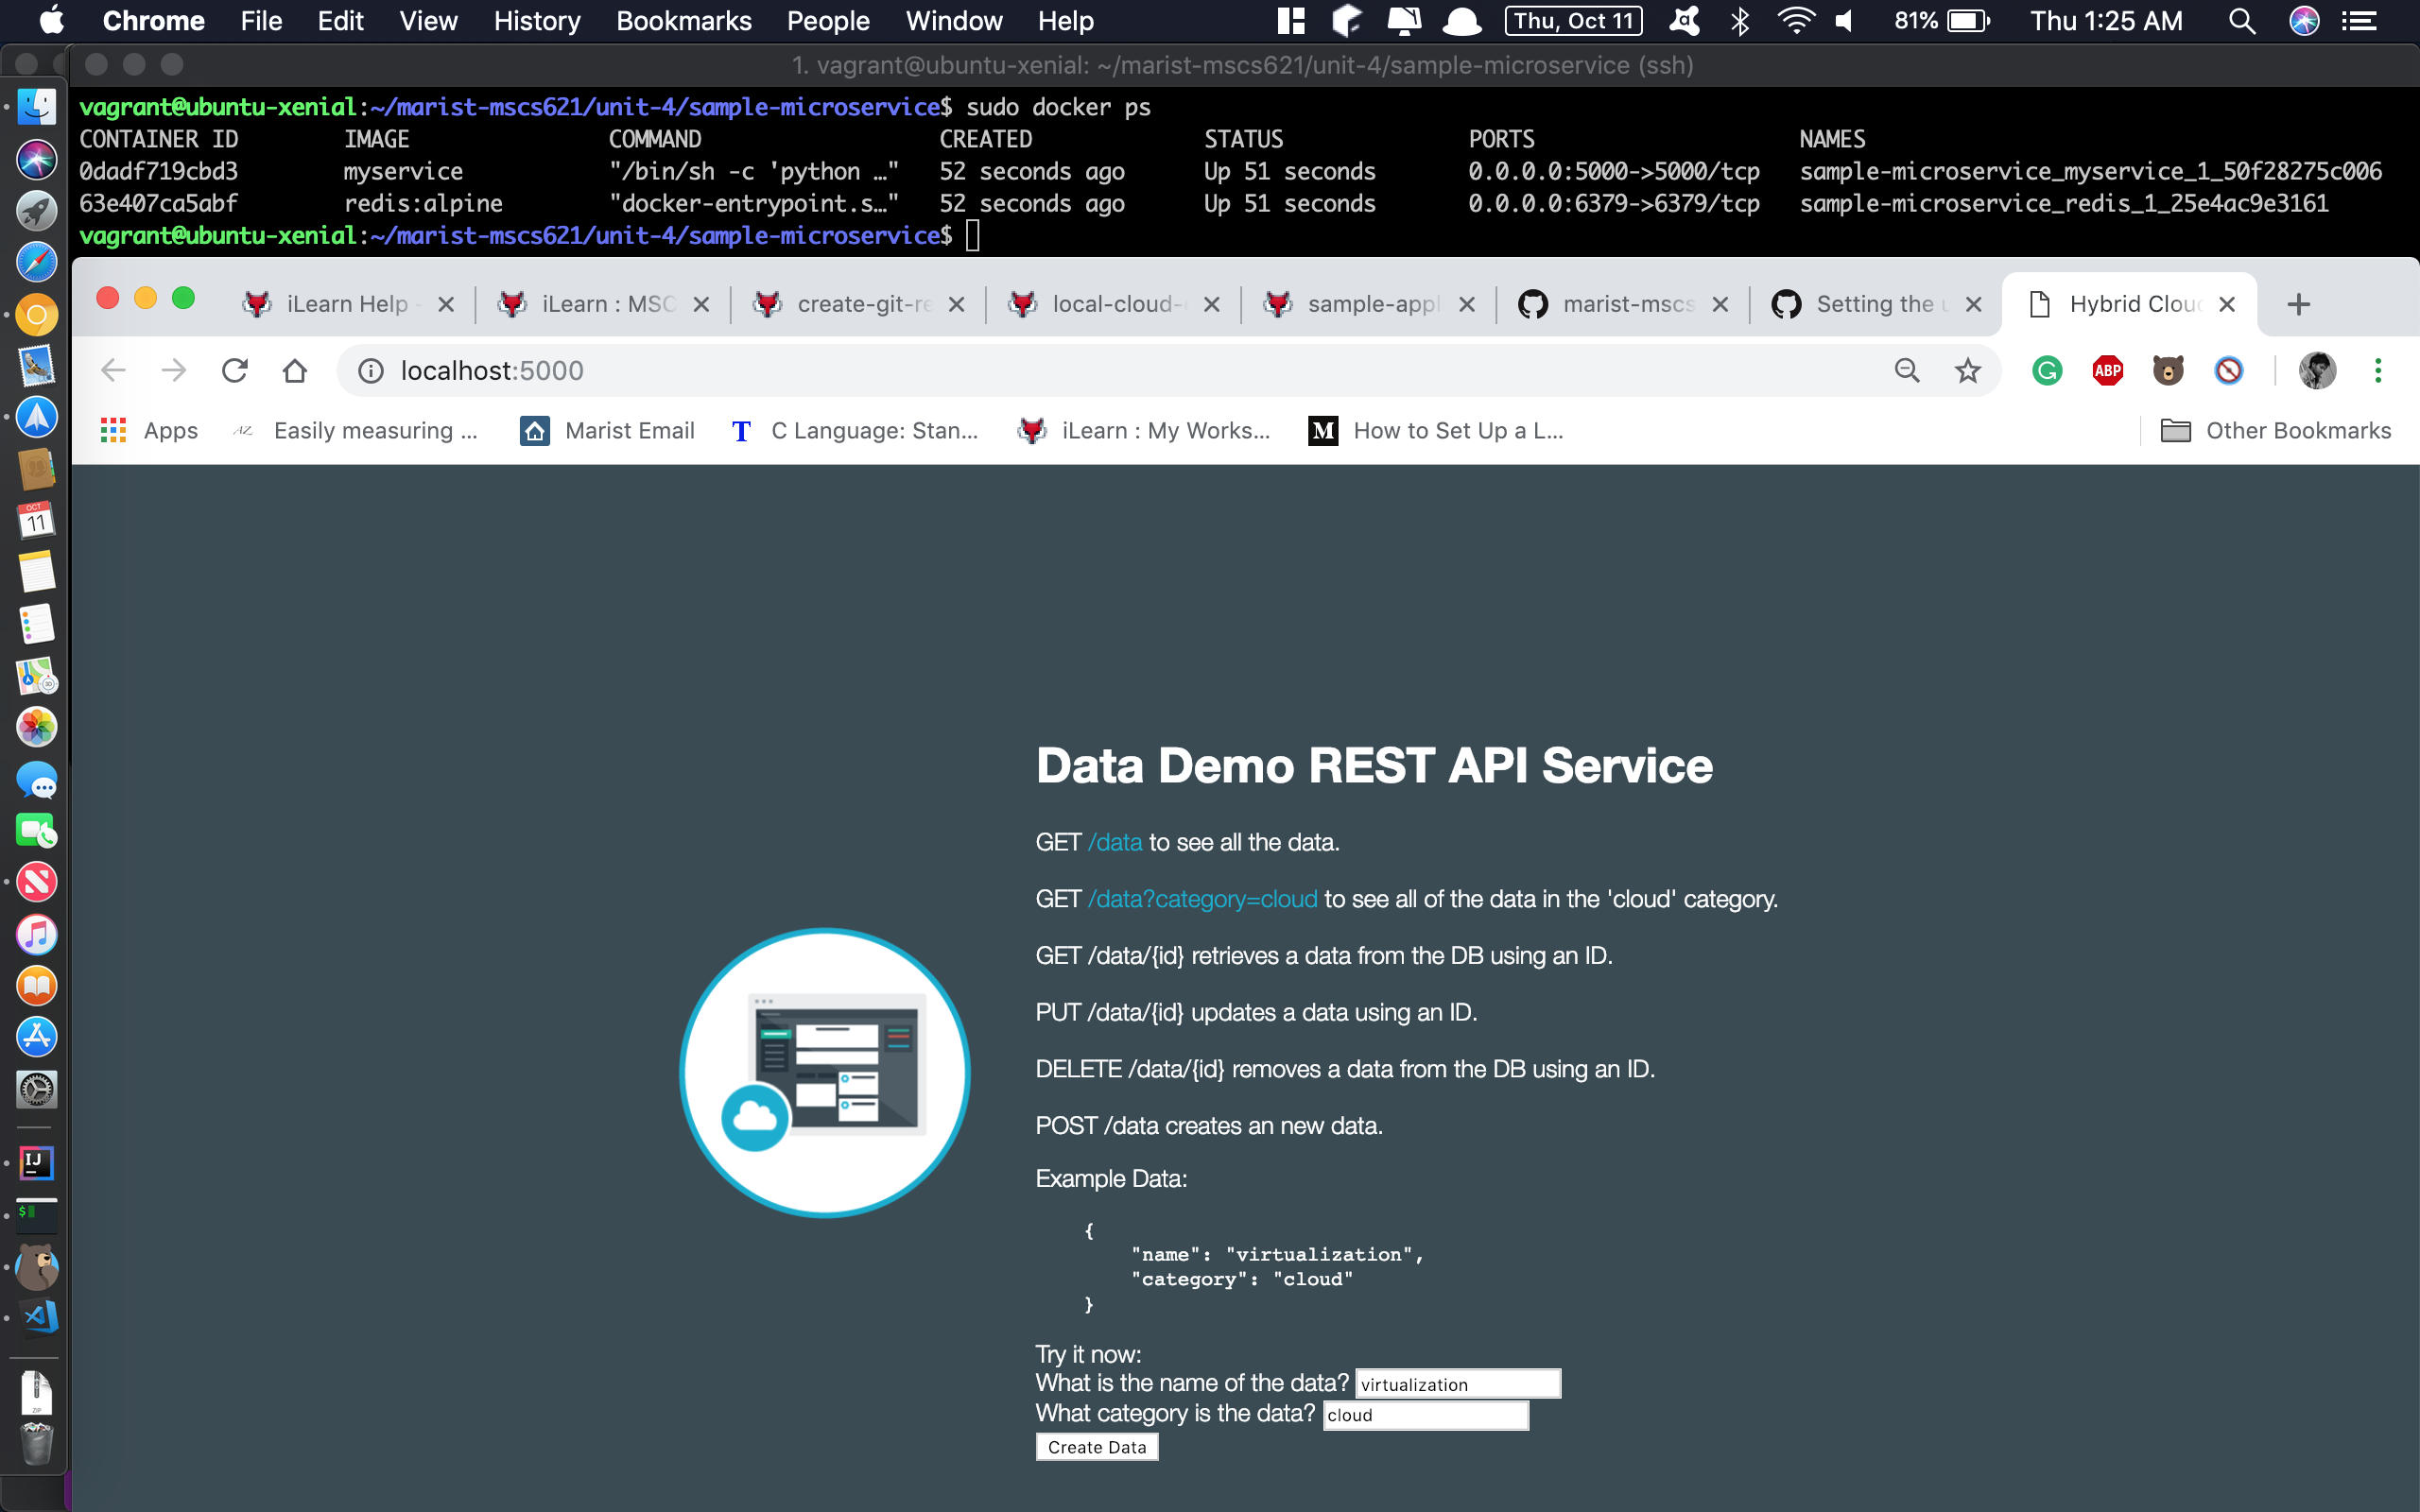 Chrome File Edit View History Bookmarks People Window Help Thu, Oct 11 81% Thu 1:25 AM
1. vagrant@ubuntu-xenial: ~/marist-mscs621/unit-4/sample-microservice (ssh)
vagrant@ubuntu-xenial:~/marist-mscs621/unit-4/sample-microservice$ sudo docker ps
CONTAINER ID IMAGE COMMAND CREATED STATUS PORTS NAMES
0dadf719cbd3 myservice "/bin/sh -c 'python …" 52 seconds ago Up 51 seconds 0.0.0.0:5000->5000/tcp sample-microservice_myservice_1_50f28275c006
63e407ca5abf redis:alpine "docker-entrypoint.s…" 52 seconds ago Up 51 seconds 0.0.0.0:6379->6379/tcp sample-microservice_redis_1_25e4ac9e3161
vagrant@ubuntu-xenial:~/marist-mscs621/unit-4/sample-microservice$
iLearn Help - iLearn : MSC create-git-re local-cloud- sample-appl marist-mscs Setting the u Hybrid Clou
localhost:5000
ABP
Apps AZ Easily measuring ... T Marist Email C Language: Stan... iLearn : My Works... M How to Set Up a L... Other Bookmarks
OCT
11
Data Demo REST API Service
GET /data to see all the data.
GET /data?category=cloud to see all of the data in the 'cloud' category.
GET /data/{id} retrieves a data from the DB using an ID.
PUT /data/{id} updates a data using an ID.
DELETE /data/{id} removes a data from the DB using an ID.
POST /data creates an new data.
Example Data:
{
"name": "virtualization",
"category": "cloud"
}
Try it now:
What is the name of the data? virtualization
What category is the data? cloud
Create Data
IJ
$
ZIP